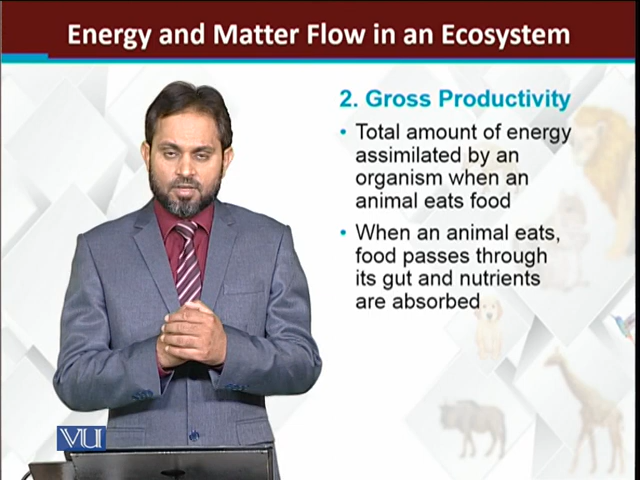 Energy and Matter Flow in an Ecosystem
2. Gross Productivity
• Total amount of energy
assimilated by an
organism when an
animal eats food
• When an animal eats,
food passes through
its gut and nutrients
are absorbed
VU